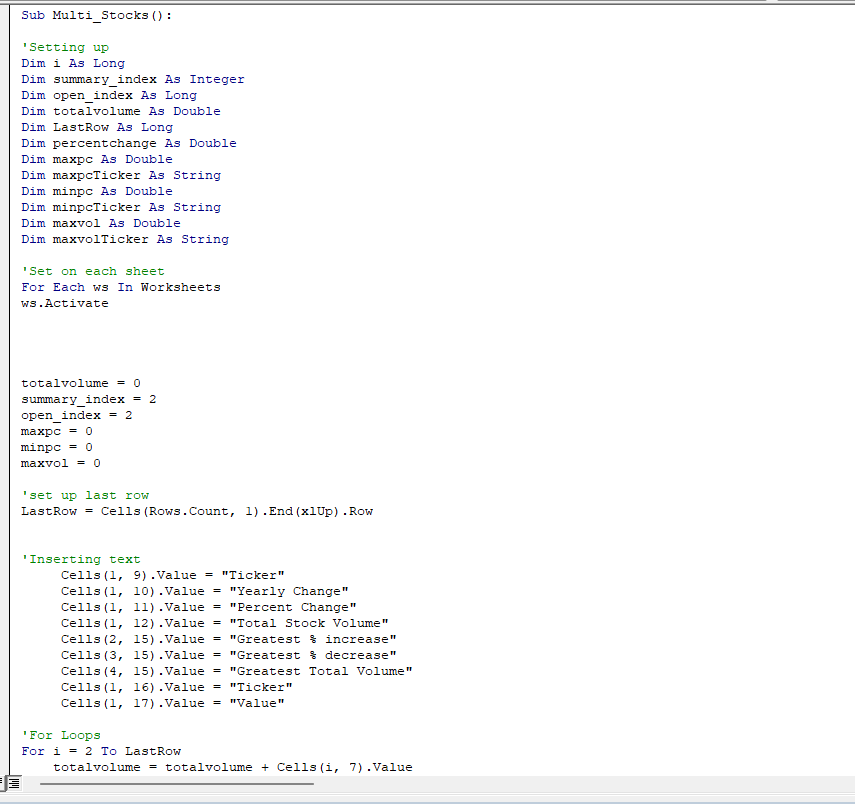 Sub Multi_Stocks():
'Setting up
Dim i As Long
Dim summary_index As Integer
Dim open_index As Long
Dim totalvolume As Double
Dim LastRow As Long
Dim percentchange As Double
Dim maxpc As Double
Dim maxpcTicker As String
Dim minpc As Double
Dim minpcTicker As String
Dim maxvol As Double
Dim maxvolTicker As String
'Set on each sheet
For Each ws In Worksheets
ws.Activate
totalvolume = 0
summary_index = 2
open_index = 2
maxpc = 0
minpc = 0
maxvol = 0
'set up last row
LastRow = Cells(Rows.Count, 1).End(xlUp).Row
'Inserting text
Cells(1, 9).Value = "Ticker"
Cells(1, 10).Value = "Yearly Change"
Cells(1, 11).Value = "Percent Change"
Cells(1, 12).Value = "Total Stock Volume"
Cells(2, 15).Value = "Greatest % increase"
Cells(3, 15).Value = "Greatest % decrease"
Cells(4, 15).Value = "Greatest Total Volume"
Cells(1, 16).Value = "Ticker"
Cells(1, 17).Value = "Value"
'For Loops
For i = 2 To LastRow
totalvolume = totalvolume + Cells(i, 7).Value